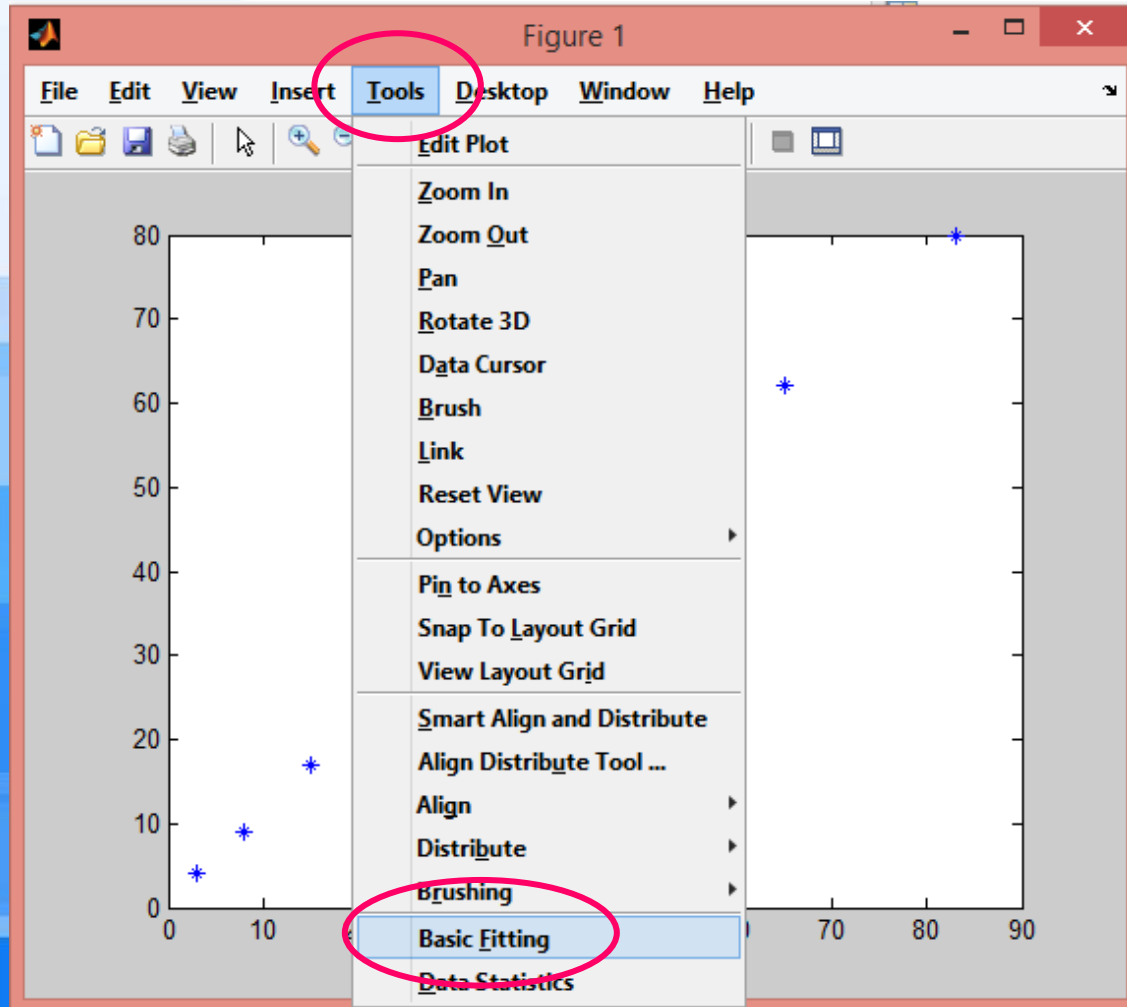 Figure 1
File Edit View Insert Tools Desktop Window Help
Edit Plot
Zoom In
Zoom Out
Pan
Rotate 3D
Data Cursor
Brush
Link
Reset View
Options
Pin to Axes
Snap To Layout Grid
View Layout Grid
Smart Align and Distribute
Align Distribute Tool ...
Align
Distribute
Brushing
Basic Fitting
Data Statistics
80
70
60
50
40
30
20
10
0
0 10 70 80 90